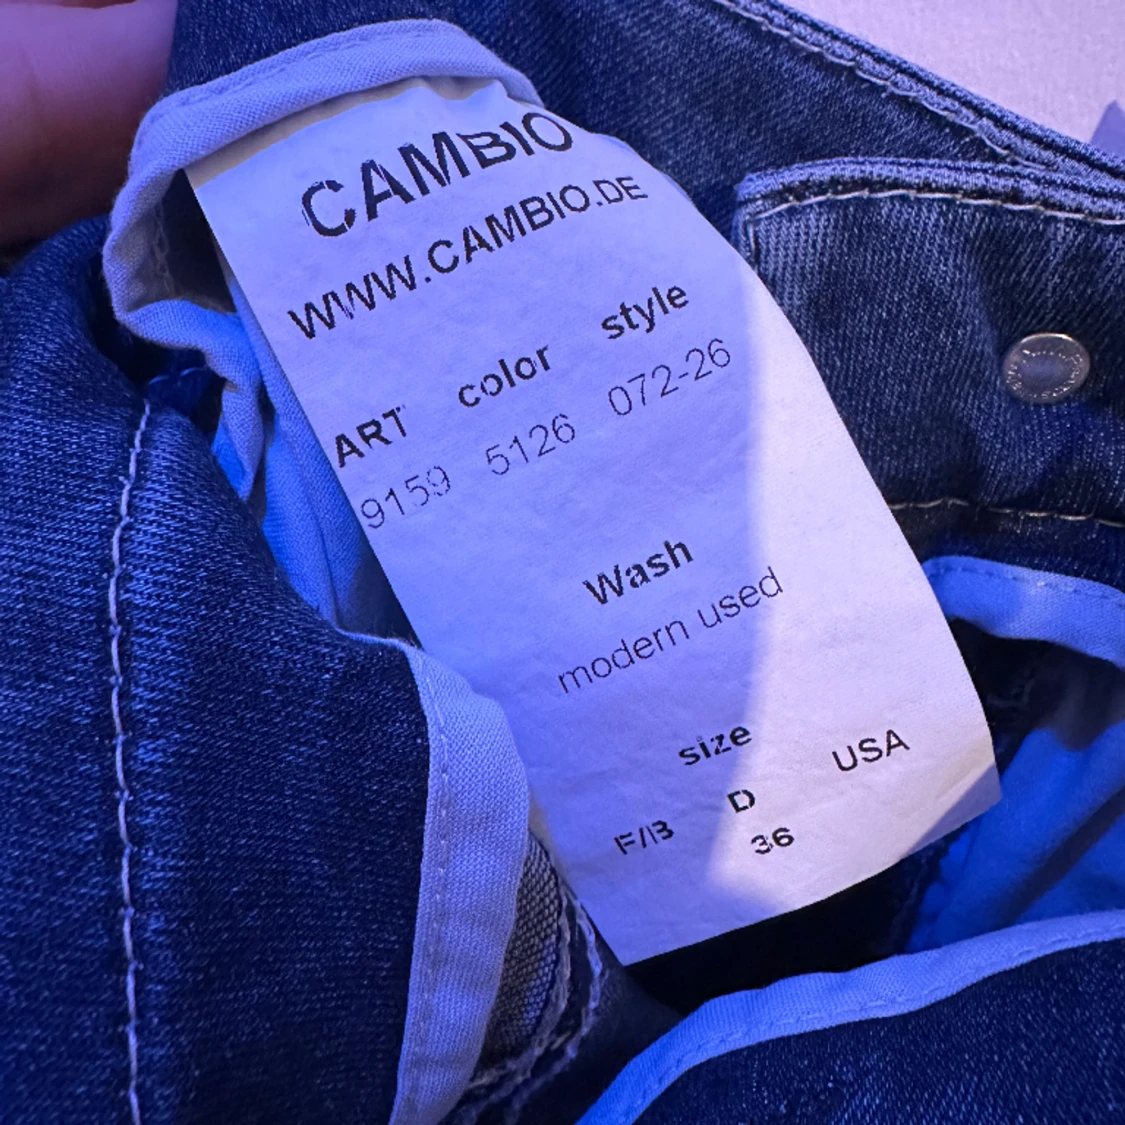 CAMBIO
WWW.CAMBIO.DE
ART color style
9159 5126 072-26
Wash
modern used
size
F/B D USA
36